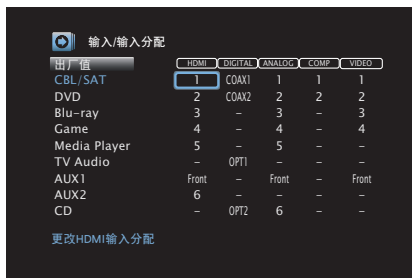 输入/输入分配
出厂值 HDMI DIGITAL ANALOG COMP VIDEO
CBL/SAT 1 COAX1 1 1 1
DVD 2 COAX2 2 2 2
Blu-ray 3 – 3 – 3
Game 4 – 4 – 4
Media Player 5 – 5 – –
TV Audio – OPT1 – – –
AUX1 Front – Front – Front
AUX2 6 – – – –
CD – OPT2 6 – –
更改HDMI输入分配